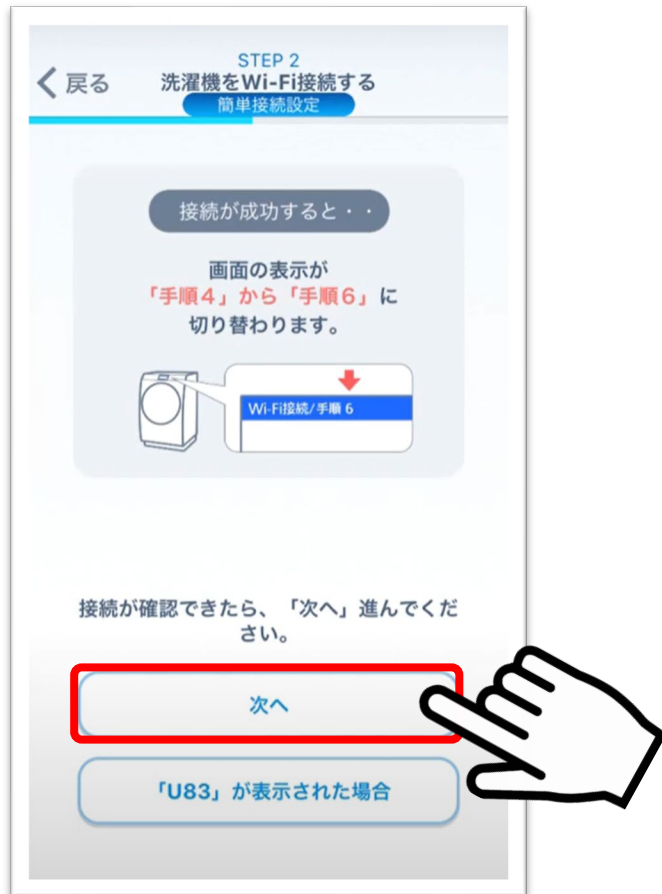 STEP 2
戻る
洗濯機をWi-Fi接続する
簡単接続設定
接続が成功すると・・
画面の表示が
「手順4」から「手順6」に
切り替わります。
Wi-Fi接続/手順 6
接続が確認できたら、「次へ」進んでくだ
さい。
次へ
「U83」が表示された場合